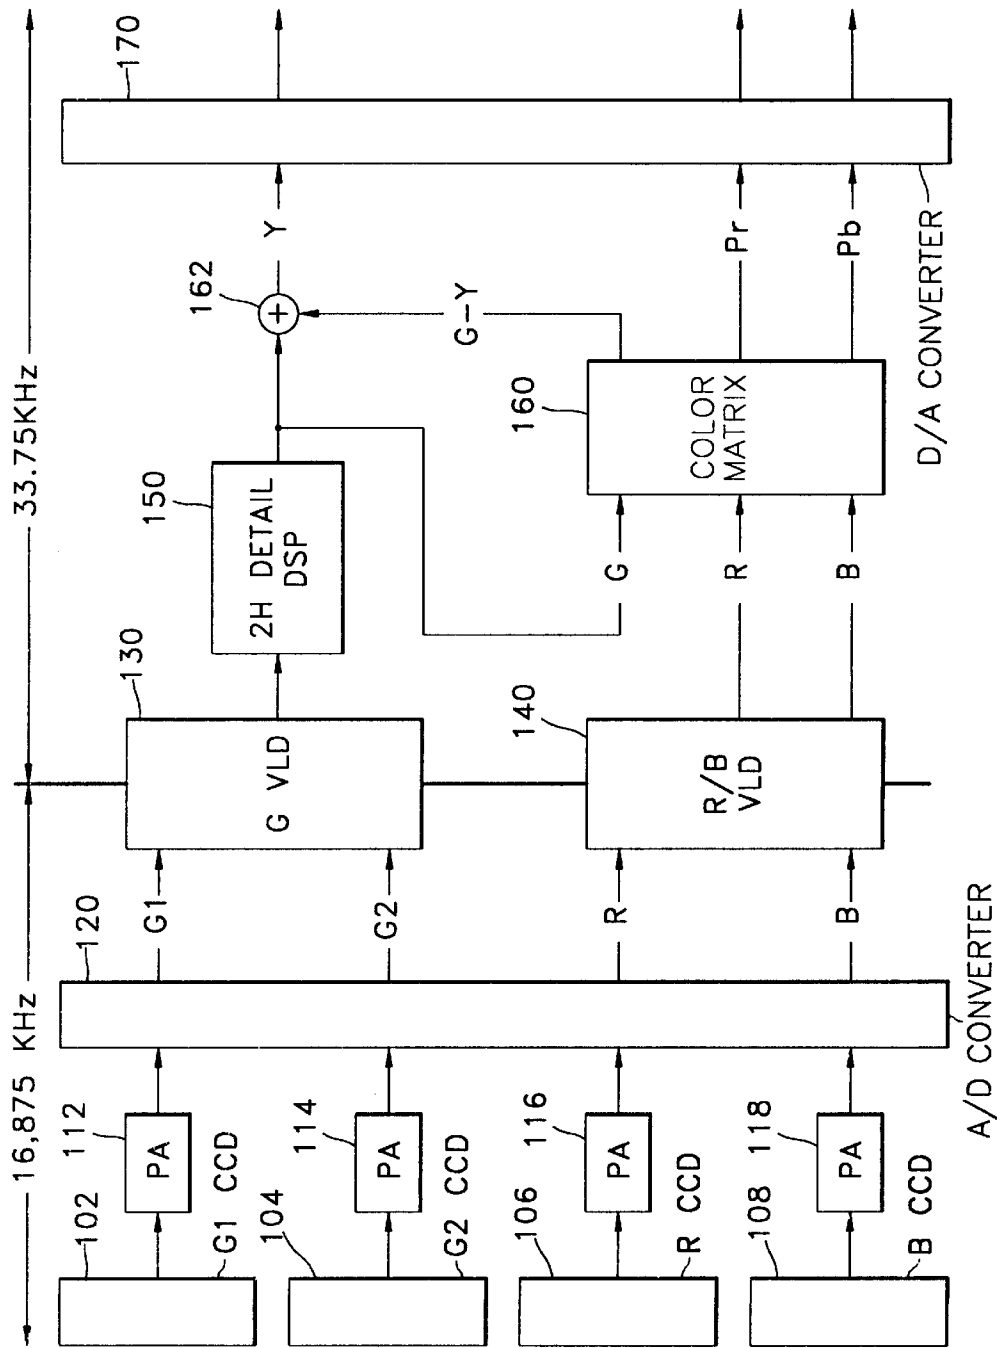 16,875 KHz
33.75KHz
102
G1 CCD
112
PA
104
G2 CCD
114
PA
106
R CCD
116
PA
108
B CCD
118
PA
120
A/D CONVERTER
G1
G2
R
B
130
G VLD
140
R/B
VLD
150
2H DETAIL
DSP
G
R
B
160
COLOR
MATRIX
162
+
G-Y
Y
Pr
Pb
170
D/A CONVERTER